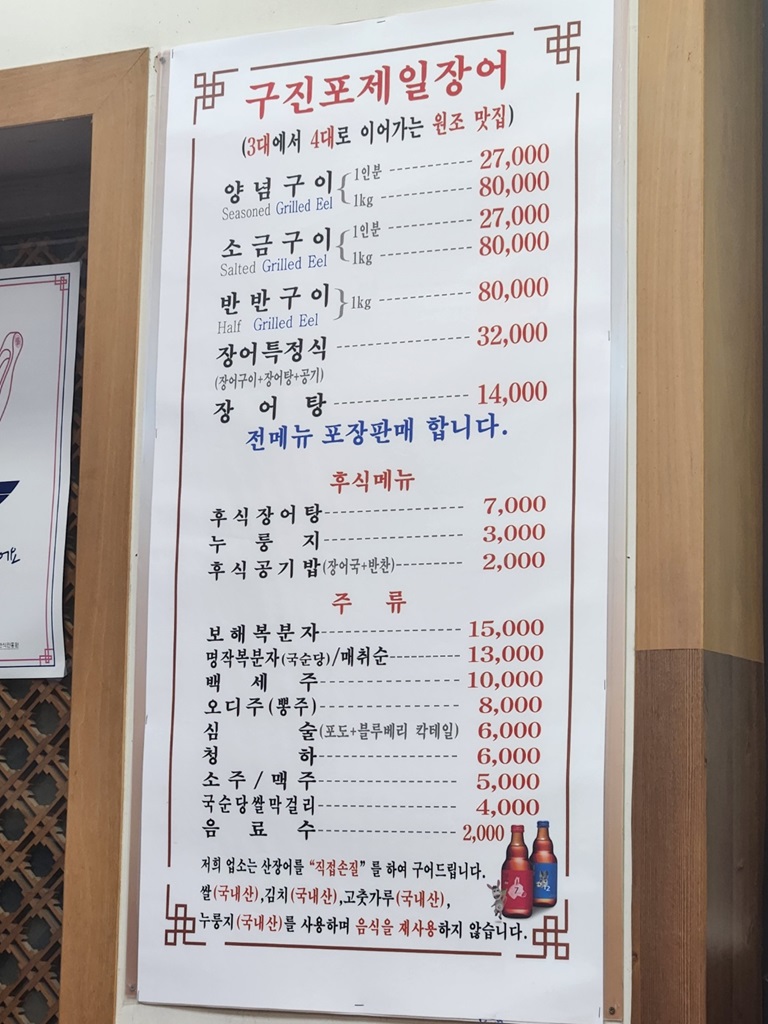 구진포제일장어
(3대에서 4대로 이어가는 원조 맛집)
양념구이 { 1인분 ---------- 27,000
Seasoned Grilled Eel 1kg ---------- 80,000
소금구이 { 1인분 ---------- 27,000
Salted Grilled Eel 1kg ---------- 80,000
반반구이 } 1kg ---------- 80,000
Half Grilled Eel
장어특정식 ---------- 32,000
(장어구이+장어탕+공기)
장 어 탕 ---------- 14,000
전메뉴 포장판매 합니다.
후식메뉴
후식장어탕 ---------- 7,000
누 룽 지 ---------- 3,000
후식공기밥(장어국+반찬) ---------- 2,000
주 류
보해복분자 ---------- 15,000
명작복분자(국순당)/매취순 ---------- 13,000
백 세 주 ---------- 10,000
오디주(뽕주) ---------- 8,000
심 술(포도+블루베리 칵테일) 6,000
청 하 ---------- 6,000
소주/맥주 ---------- 5,000
국순당쌀막걸리 ---------- 4,000
음 료 수 ---------- 2,000
저희 업소는 산장어를 "직접손질" 를 하여 구어드립니다.
쌀(국내산),김치(국내산),고춧가루(국내산),
누룽지(국내산)를 사용하며 음식을 재사용하지 않습니다.